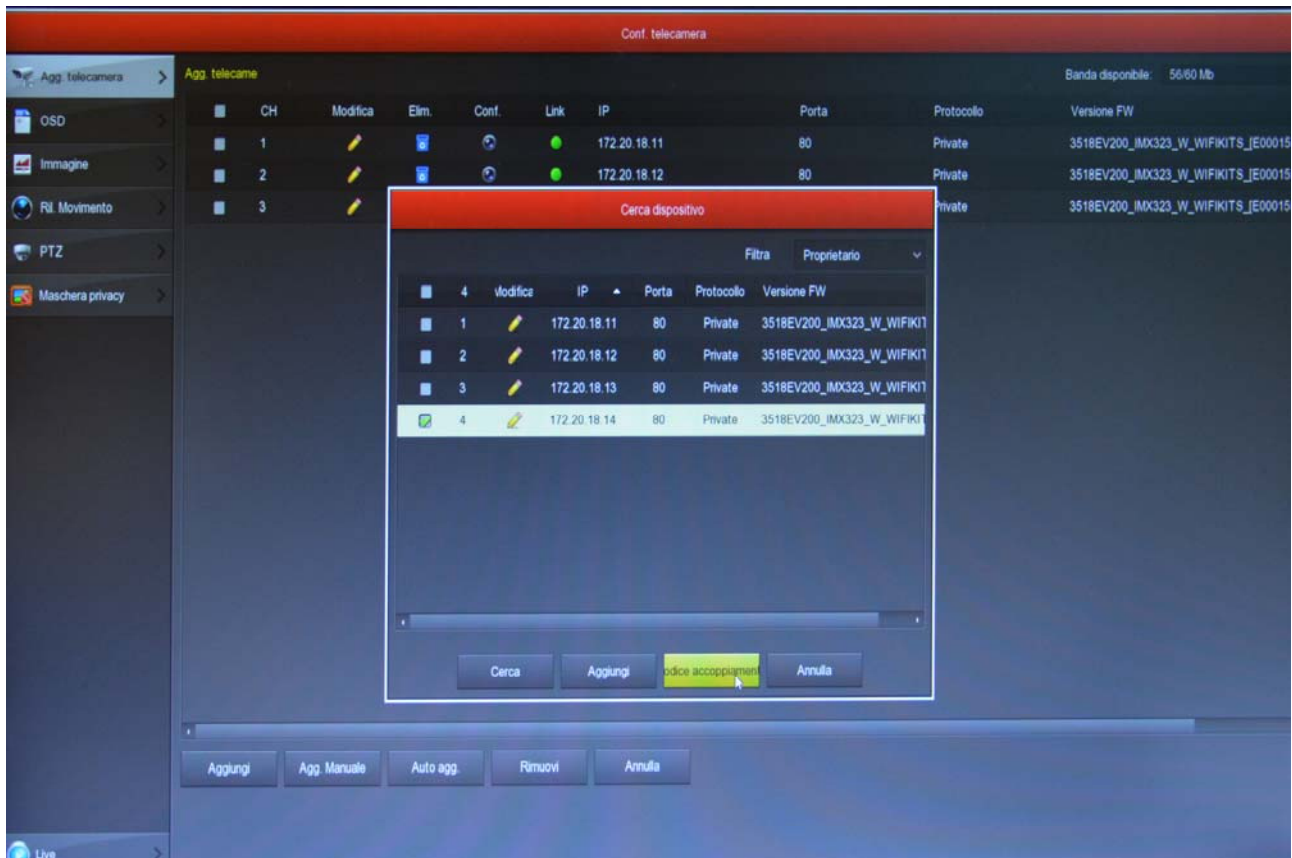 Conf. telecamera
Agg. telecamera
OSD
Immagine
Ril. Movimento
PTZ
Maschera privacy
Live
Agg. telecame
Banda disponibile: 56/60 Mb
CH Modifica Elim. Conf. Link IP Porta Protocollo Versione FW
1 172.20.18.11 80 Private 3518EV200_IMX323_W_WIFIKITS_[E00015
2 172.20.18.12 80 Private 3518EV200_IMX323_W_WIFIKITS_[E00015
3 Private 3518EV200_IMX323_W_WIFIKITS_[E00015
Cerca dispositivo
Filtra Proprietario
4 Modifica IP Porta Protocollo Versione FW
1 172.20.18.11 80 Private 3518EV200_IMX323_W_WIFIKIT
2 172.20.18.12 80 Private 3518EV200_IMX323_W_WIFIKIT
3 172.20.18.13 80 Private 3518EV200_IMX323_W_WIFIKIT
4 172.20.18.14 80 Private 3518EV200_IMX323_W_WIFIKIT
Cerca Aggiungi odice accoppiament Annulla
Aggiungi Agg. Manuale Auto agg. Rimuovi Annulla